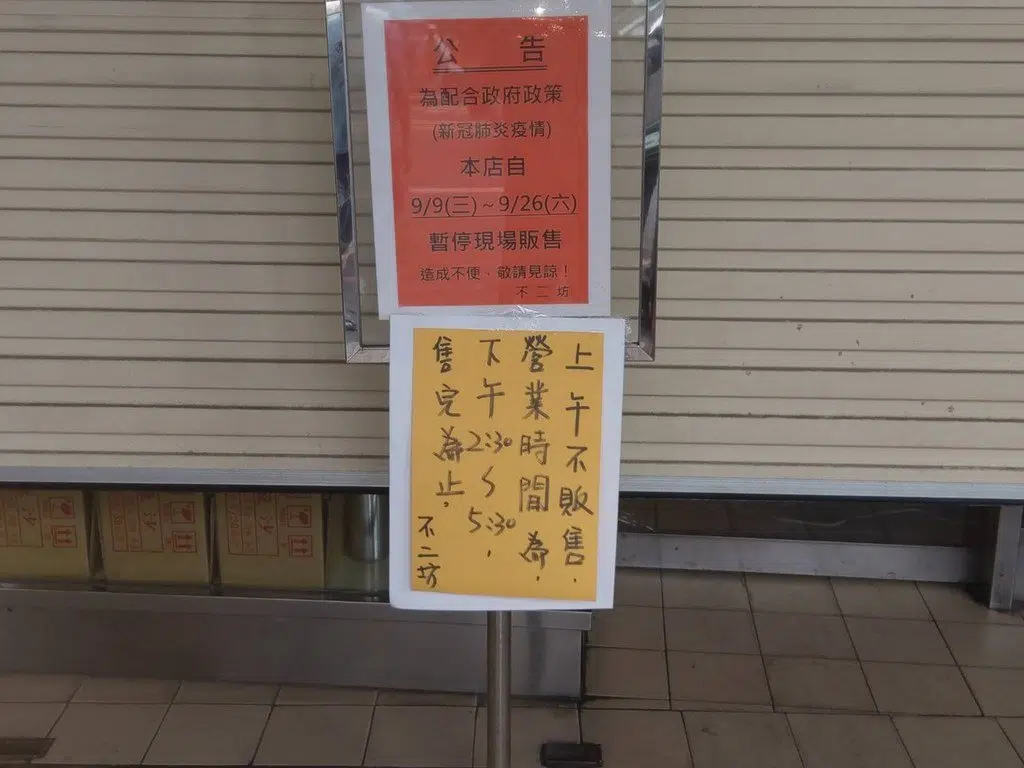 公 告
為配合政府政策
(新冠肺炎疫情)
本店自
9/9(三)~9/26(六)
暫停現場販售
造成不便、敬請見諒!
不二坊
上午不販售,
營業時間為,
下午2:30~5:30,
售完為止。
不二坊